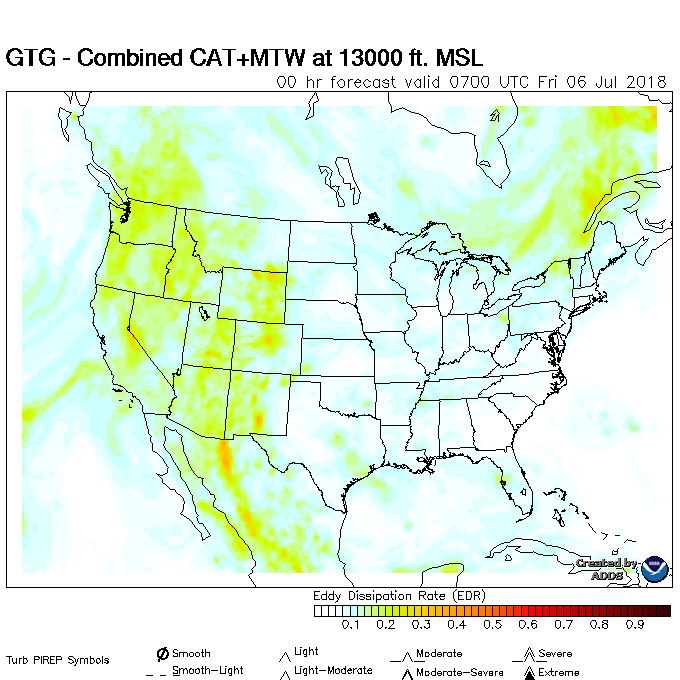 GTG - Combined CAT+MTW at 13000 ft. MSL
00 hr forecast valid 0700 UTC Fri 06 Jul 2018
Created by
ADDS
NOAA
Eddy Dissipation Rate (EDR)
0.1 0.2 0.3 0.4 0.5 0.6 0.7 0.8 0.9
Turb PIREP Symbols
Smooth Light Moderate Severe
Smooth-Light Light-Moderate Moderate-Severe Extreme